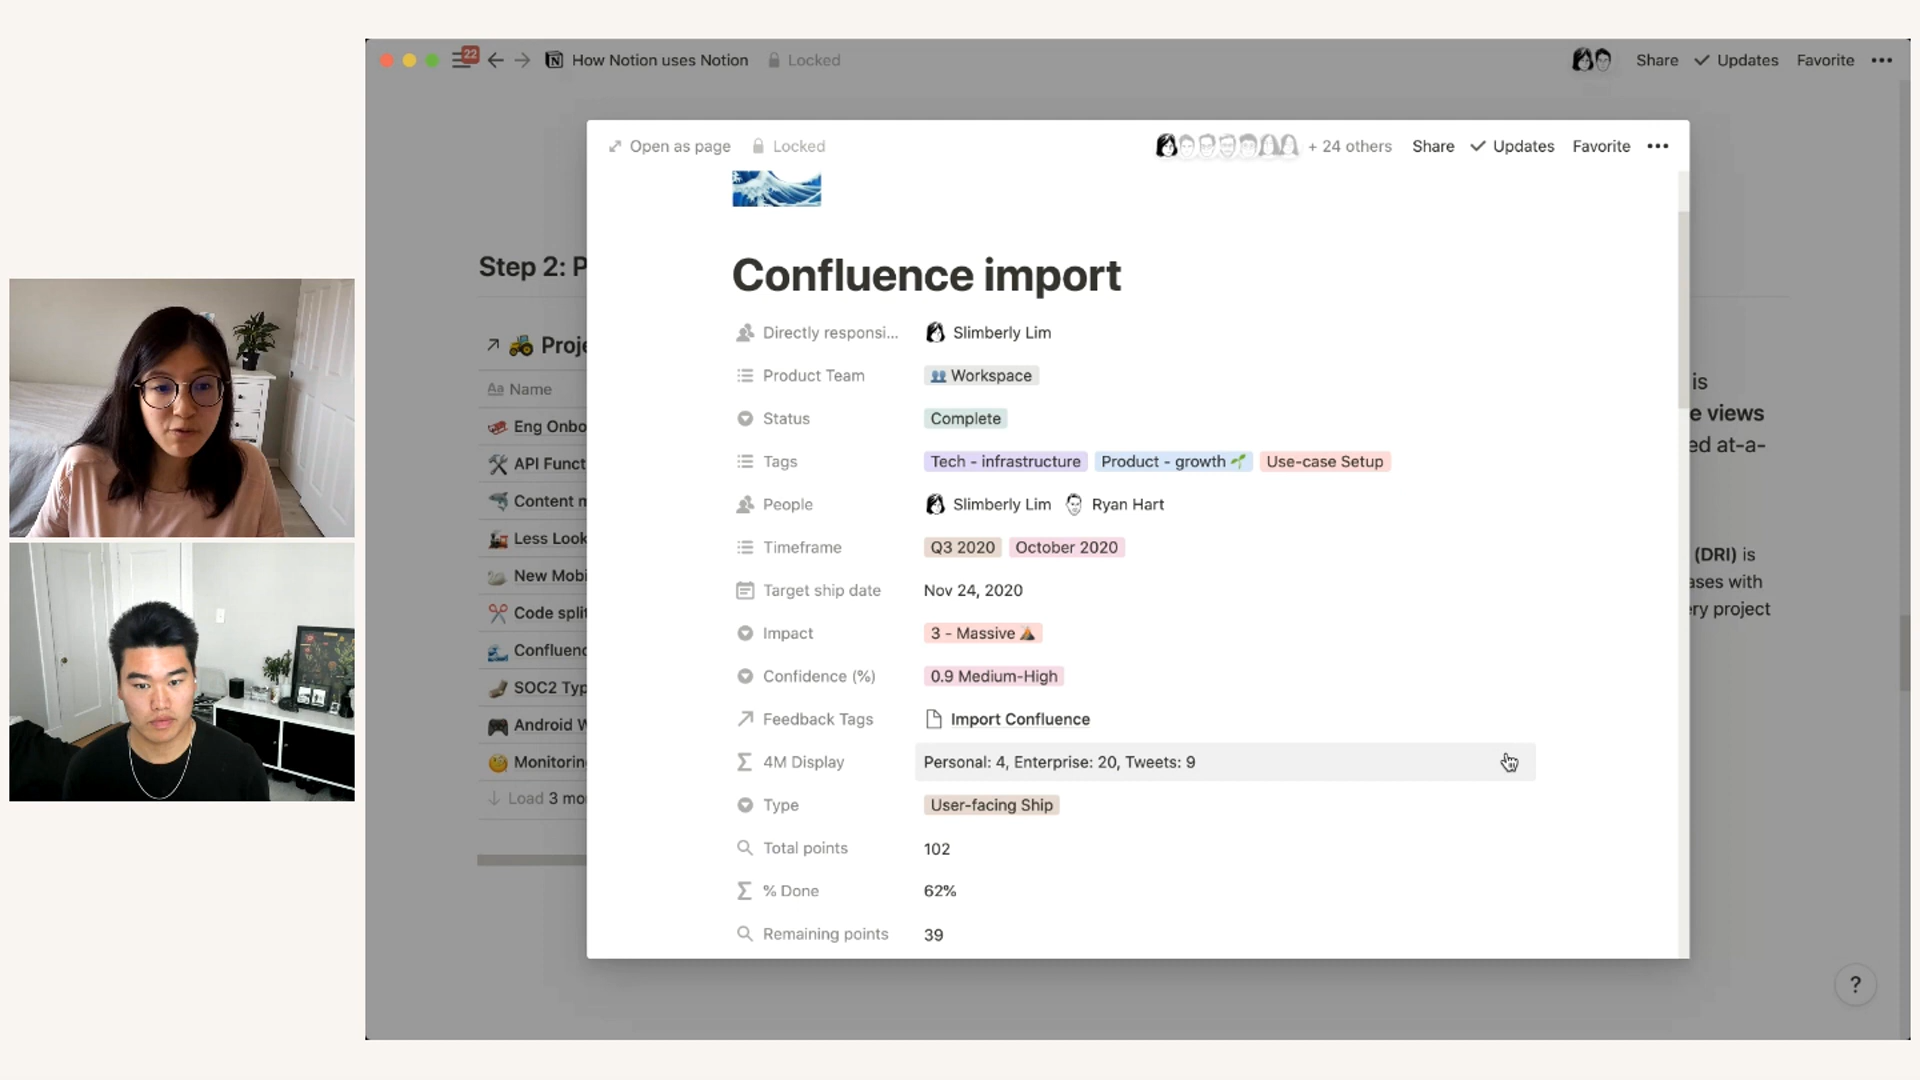 22 How Notion uses Notion Locked Share Updates Favorite
Open as page Locked + 24 others Share Updates Favorite
Step 2: P
Proje
Aa Name
Eng Onbo
API Funct
Content m
Less Look
New Mobi
Code split
Confluenc
SOC2 Typ
Android W
Monitorin
Load 3 mo
Confluence import
Directly responsi... Slimberly Lim
Product Team Workspace
Status Complete
Tags Tech - infrastructure Product - growth 🌱 Use-case Setup
People Slimberly Lim Ryan Hart
Timeframe Q3 2020 October 2020
Target ship date Nov 24, 2020
Impact 3 - Massive 🌋
Confidence (%) 0.9 Medium-High
Feedback Tags Import Confluence
4M Display Personal: 4, Enterprise: 20, Tweets: 9
Type User-facing Ship
Total points 102
% Done 62%
Remaining points 39
is
e views
ed at-a-
(DRI) is
ases with
ery project
?